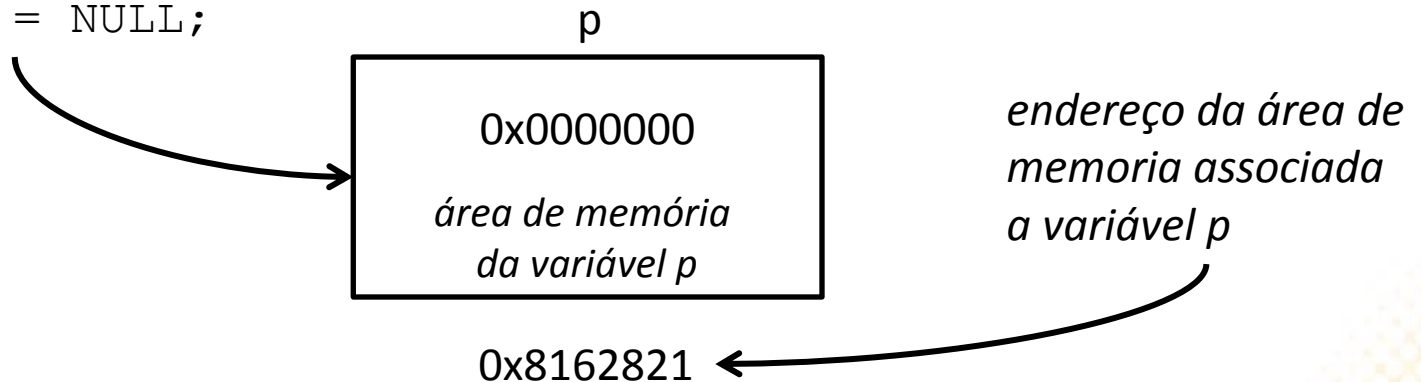 = NULL;
p
0x0000000
área de memória
da variável p
endereço da área de
memoria associada
a variável p
0x8162821